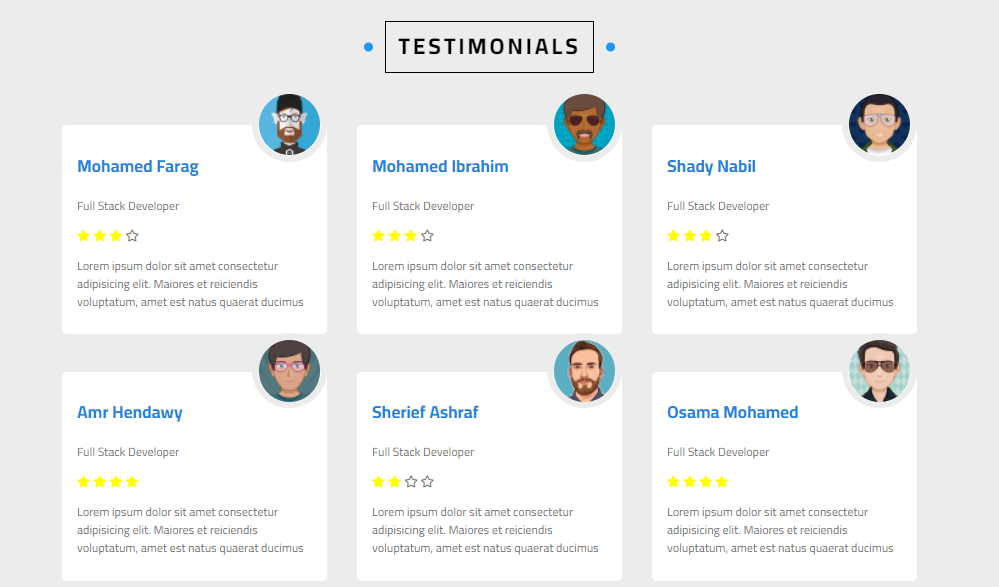 TESTIMONIALS
Mohamed Farag
Full Stack Developer
Lorem ipsum dolor sit amet consectetur
adipisicing elit. Maiores et reiciendis
voluptatum, amet est natus quaerat ducimus
Mohamed Ibrahim
Full Stack Developer
Lorem ipsum dolor sit amet consectetur
adipisicing elit. Maiores et reiciendis
voluptatum, amet est natus quaerat ducimus
Shady Nabil
Full Stack Developer
Lorem ipsum dolor sit amet consectetur
adipisicing elit. Maiores et reiciendis
voluptatum, amet est natus quaerat ducimus
Amr Hendawy
Full Stack Developer
Lorem ipsum dolor sit amet consectetur
adipisicing elit. Maiores et reiciendis
voluptatum, amet est natus quaerat ducimus
Sherief Ashraf
Full Stack Developer
Lorem ipsum dolor sit amet consectetur
adipisicing elit. Maiores et reiciendis
voluptatum, amet est natus quaerat ducimus
Osama Mohamed
Full Stack Developer
Lorem ipsum dolor sit amet consectetur
adipisicing elit. Maiores et reiciendis
voluptatum, amet est natus quaerat ducimus